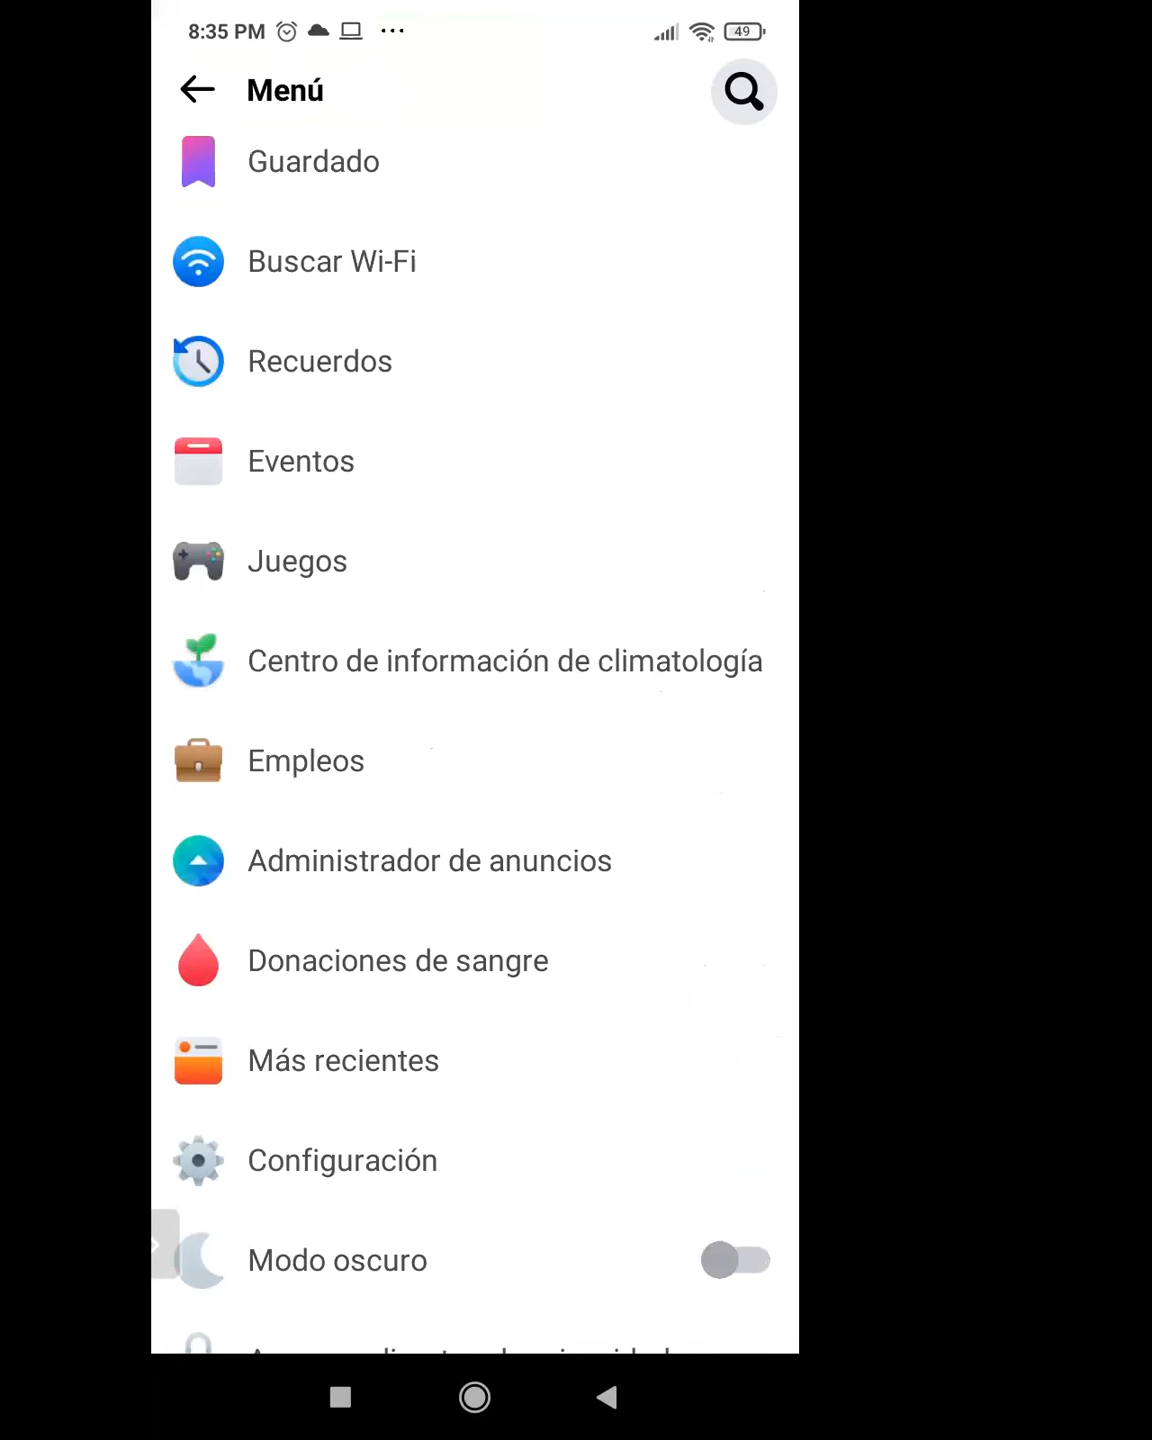 8:35 PM
49
Menú
Guardado
Buscar Wi-Fi
Recuerdos
Eventos
Juegos
Centro de información de climatología
Empleos
Administrador de anuncios
Donaciones de sangre
Más recientes
Configuración
Modo oscuro